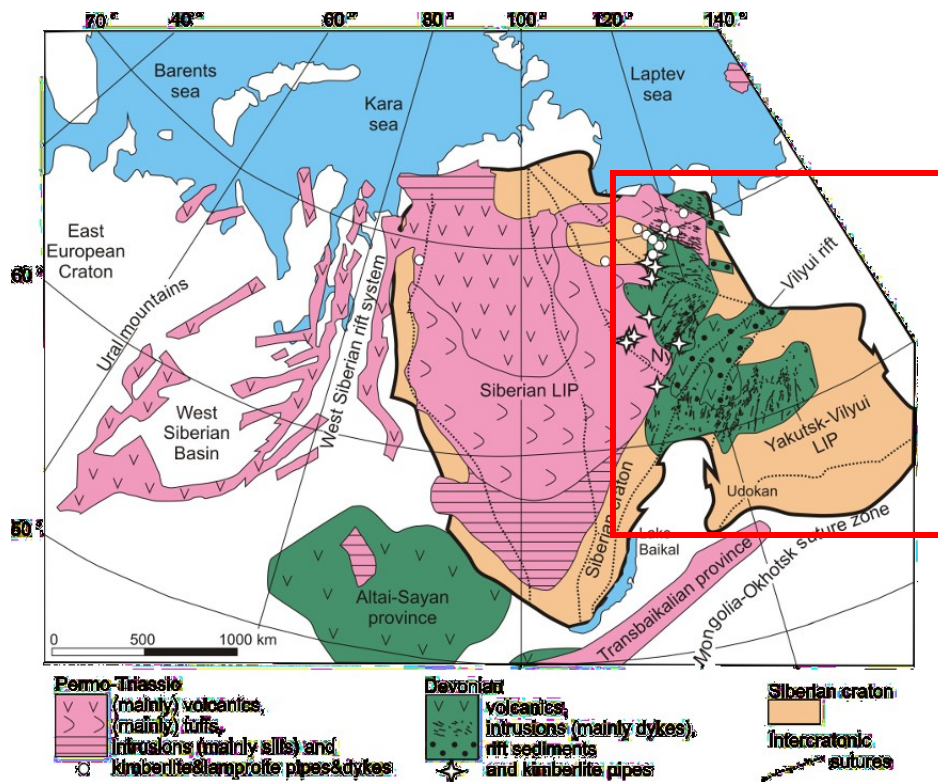 70° 40° 60° 80° 100° 120° 140°
Barents
sea
Kara
sea
Laptev
sea
East
European
Craton
60°
Ural mountains
West Siberian rift system
Vilyui rift
Ny
Siberian LIP
West
Siberian
Basin
Yakutsk-Vilyui
LIP
Udokan
Siberian craton
50°
Lake
Baikal
Altai-Sayan
province
Transbaikalian province
Mongolia-Okhotsk suture zone
0 500 1000 km
Permo-Triassic
(mainly) volcanics,
(mainly) tuffs,
intrusions (mainly sills) and
kimberlite&lamproite pipes&dykes
Devonian
volcanics,
intrusions (mainly dykes),
rift sediments
and kimberlite pipes
Siberian craton
Intercratonic
sutures